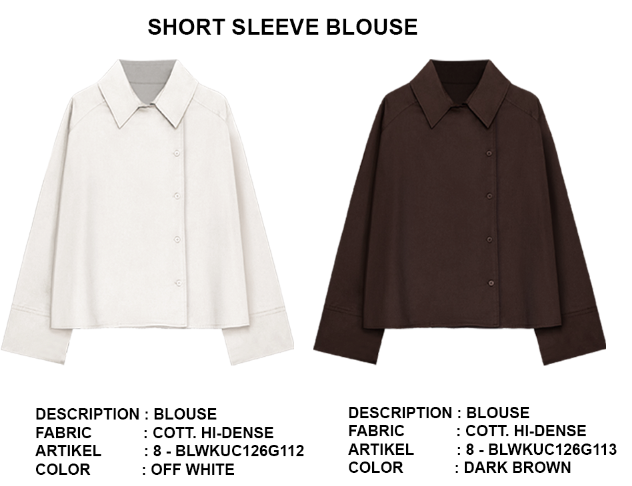 SHORT SLEEVE BLOUSE
DESCRIPTION : BLOUSE
FABRIC : COTT. HI-DENSE
ARTIKEL : 8 - BLWKUC126G112
COLOR : OFF WHITE
DESCRIPTION : BLOUSE
FABRIC : COTT. HI-DENSE
ARTIKEL : 8 - BLWKUC126G113
COLOR : DARK BROWN